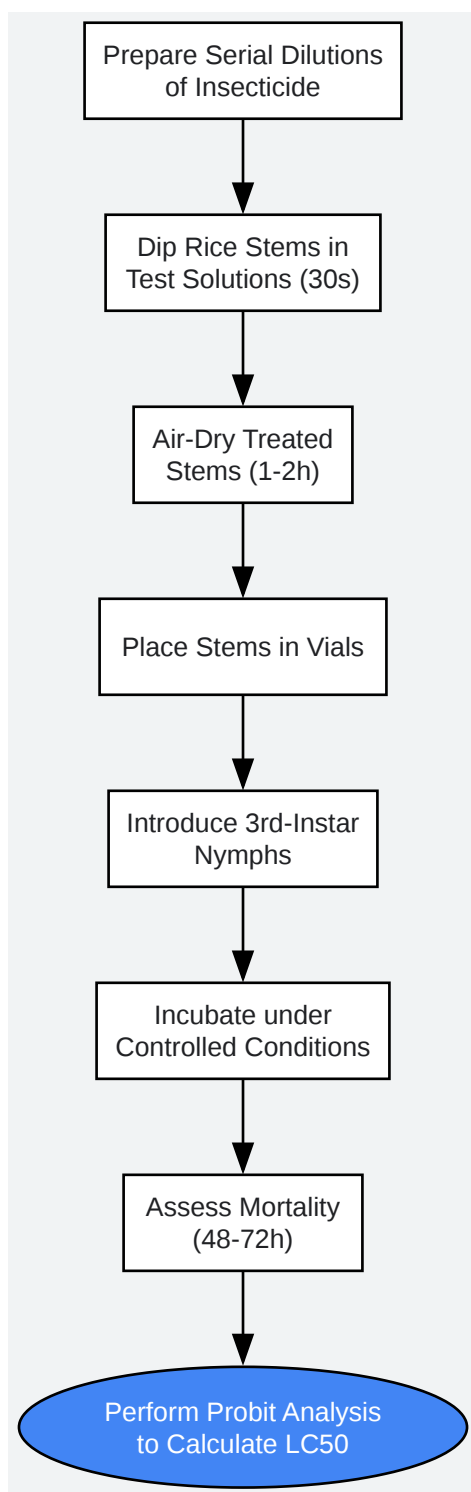 Prepare Serial Dilutions
of Insecticide
Dip Rice Stems in
Test Solutions (30s)
Air-Dry Treated
Stems (1-2h)
Place Stems in Vials
Introduce 3rd-Instar
Nymphs
Incubate under
Controlled Conditions
Assess Mortality
(48-72h)
Perform Probit Analysis
to Calculate LC50